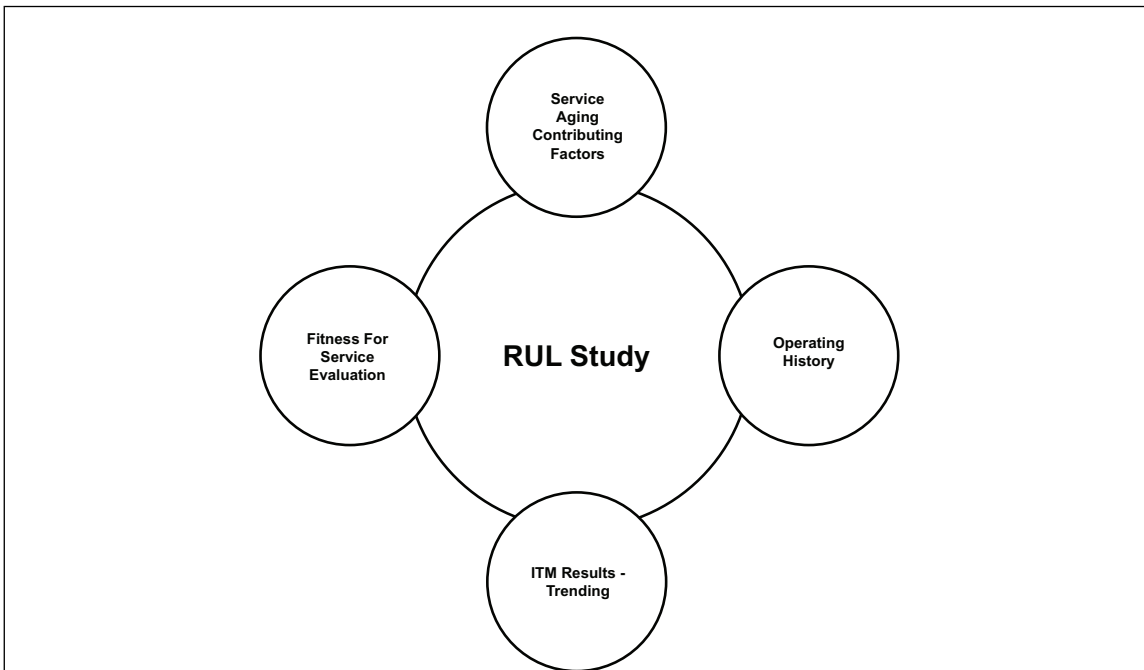 Service
Aging
Contributing
Factors
Fitness For
Service
Evaluation
RUL Study
Operating
History
ITM Results -
Trending